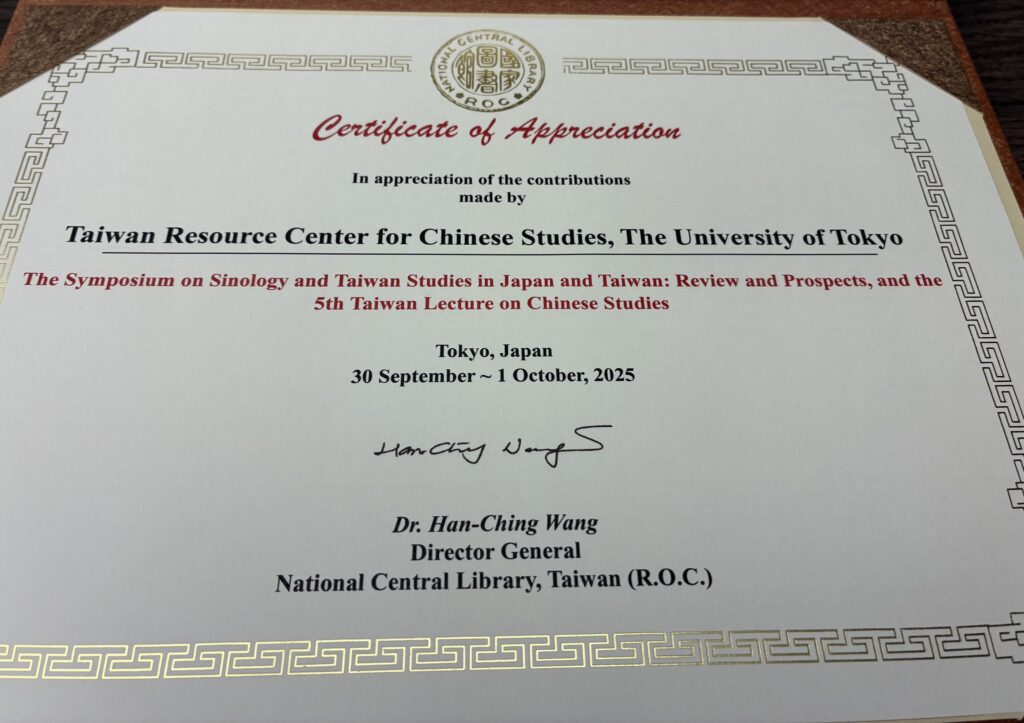 NATIONAL CENTRAL LIBRARY
國家圖書館
R.O.C.
Certificate of Appreciation
In appreciation of the contributions
made by
Taiwan Resource Center for Chinese Studies, The University of Tokyo
The Symposium on Sinology and Taiwan Studies in Japan and Taiwan: Review and Prospects, and the
5th Taiwan Lecture on Chinese Studies
Tokyo, Japan
30 September ~ 1 October, 2025
Han-Ching Wang
Dr. Han-Ching Wang
Director General
National Central Library, Taiwan (R.O.C.)